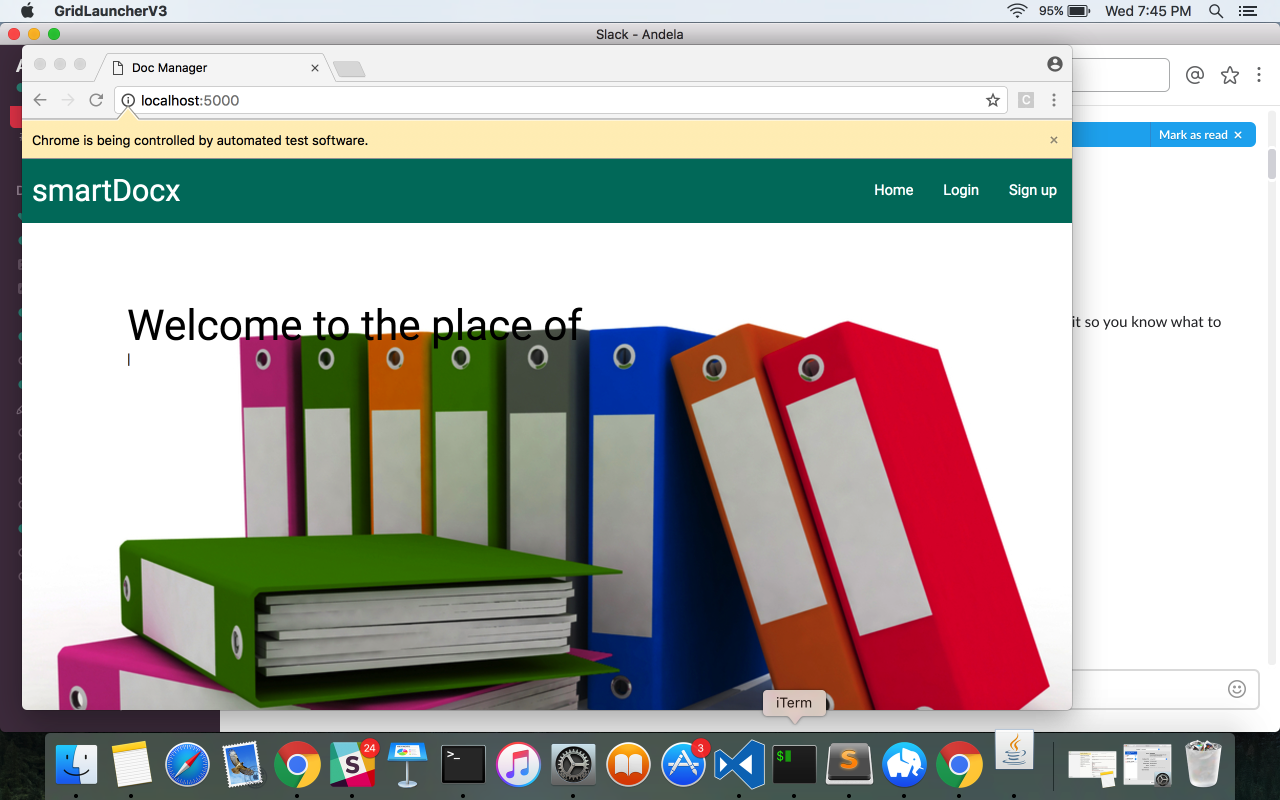 GridLauncherV3
95%
Wed 7:45 PM
Slack - Andela
Doc Manager
localhost:5000
C
Chrome is being controlled by automated test software.
Mark as read
smartDocx
Home
Login
Sign up
Welcome to the place of
it so you know what to
iTerm
24
3
>_
$
S
S